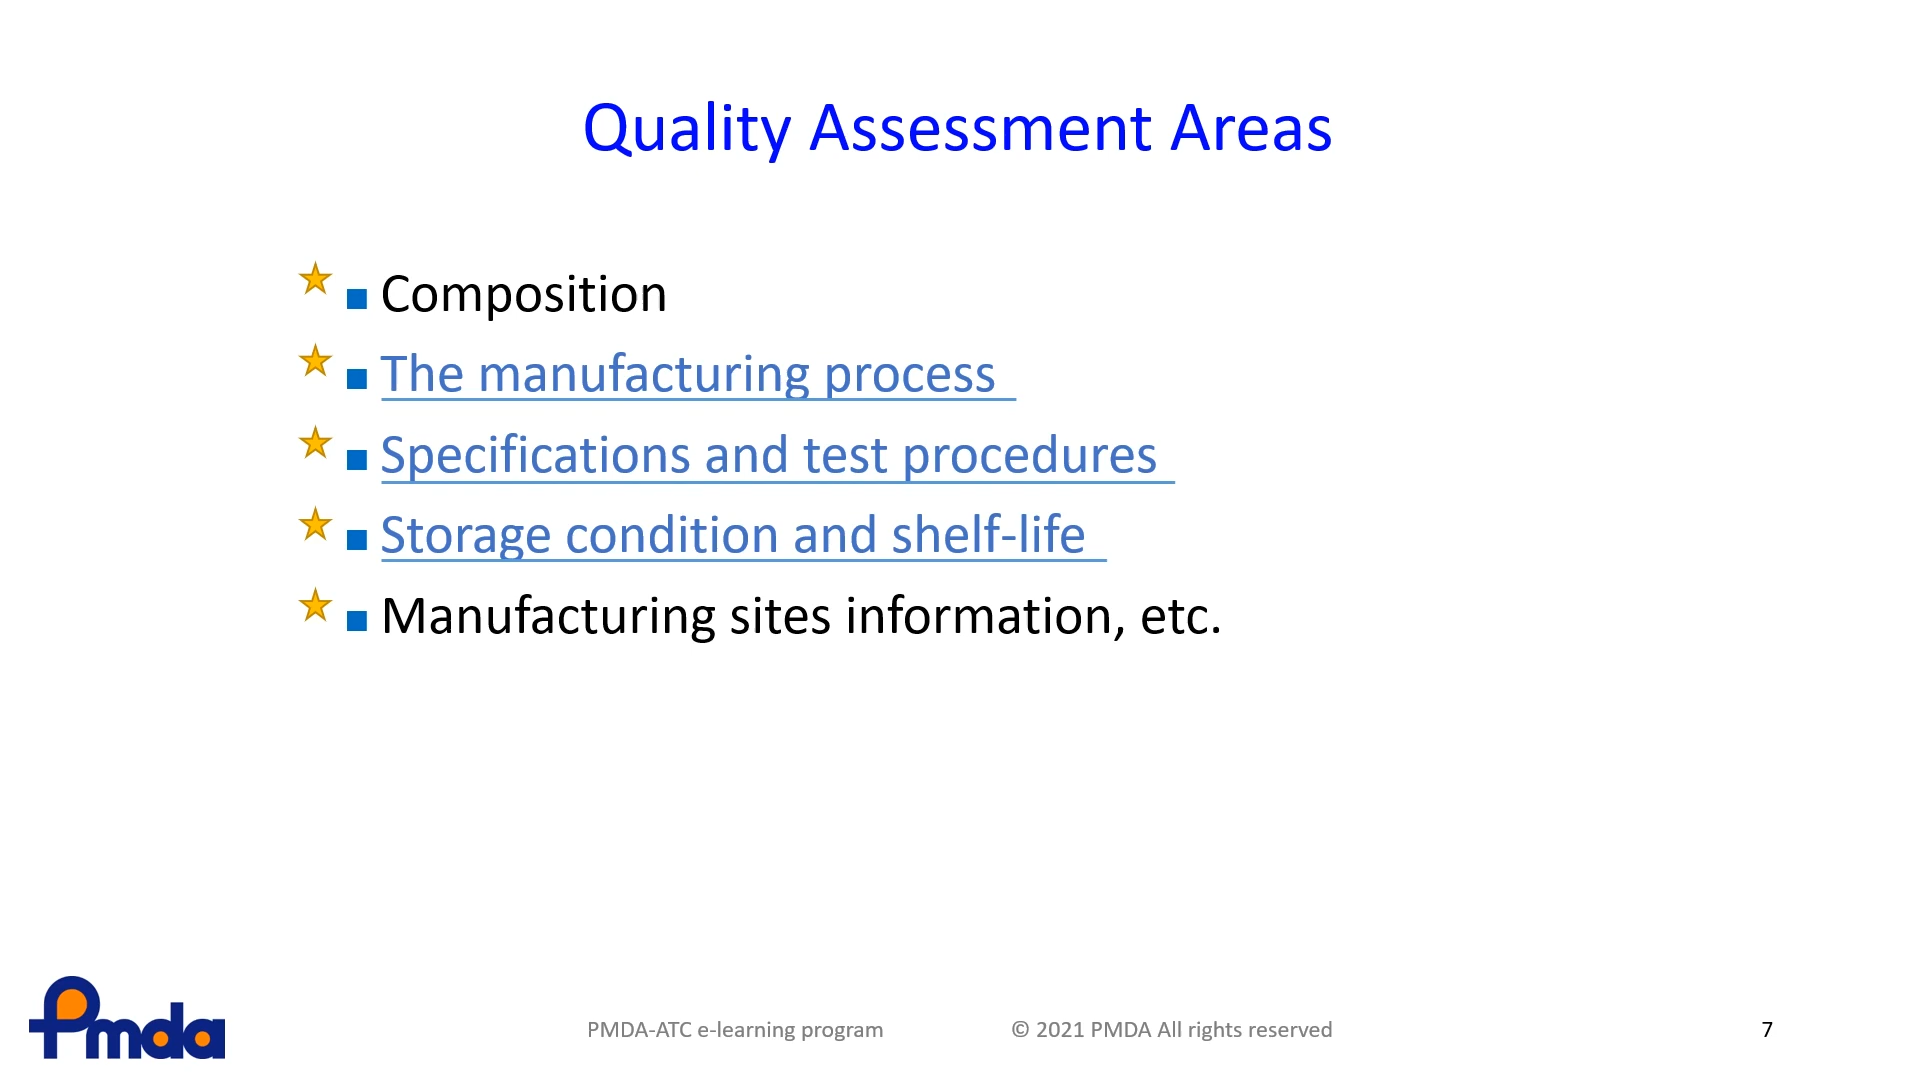 Quality Assessment Areas
Composition
The manufacturing process
Specifications and test procedures
Storage condition and shelf-life
Manufacturing sites information, etc.
Pmda
PMDA-ATC e-learning program © 2021 PMDA All rights reserved 7